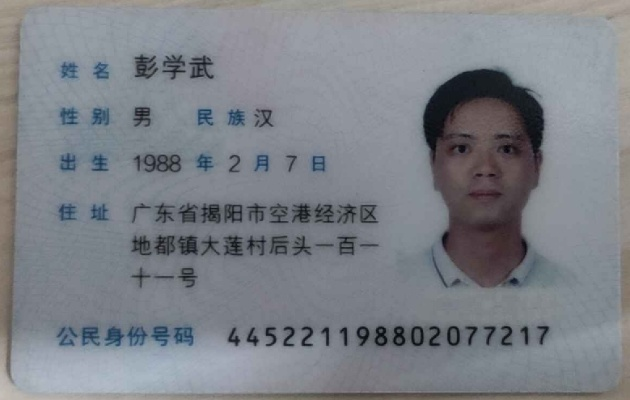 姓名 彭学武
性别 男 民族 汉
出生 1988 年 2 月 7 日
住址 广东省揭阳市空港经济区
地都镇大莲村后头一百一
十一号
公民身份号码 445221198802077217